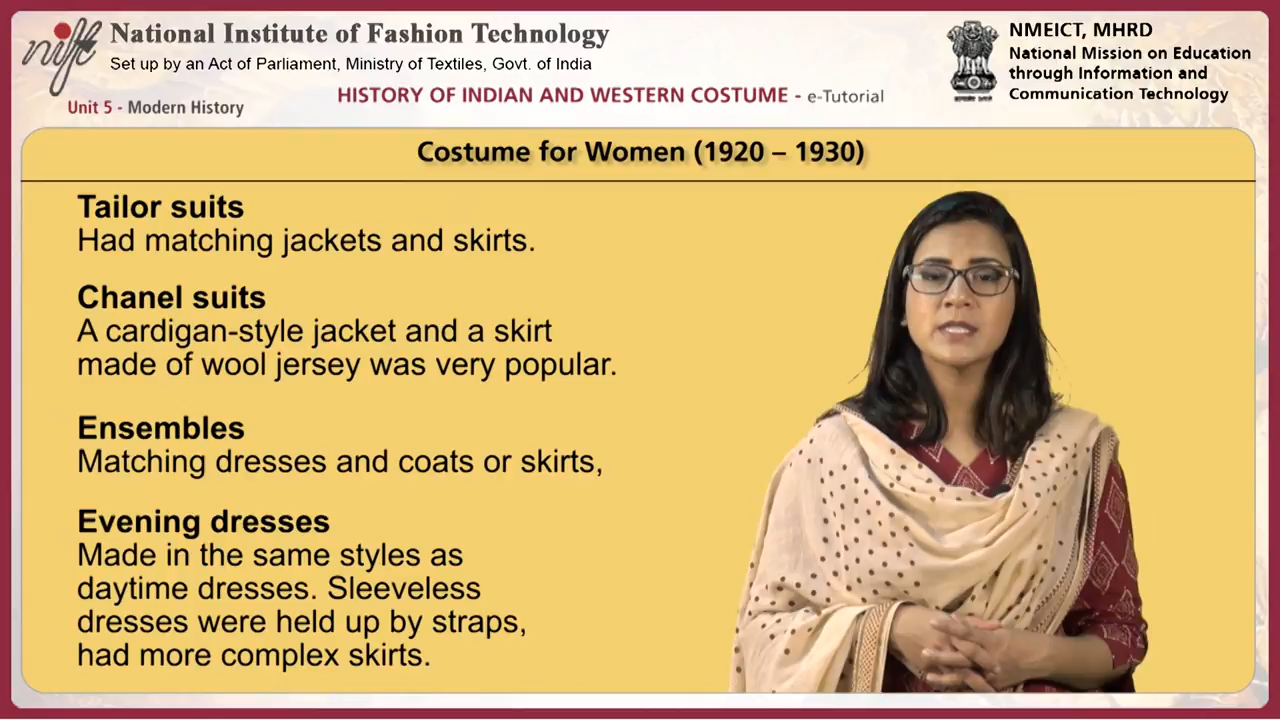 nift
National Institute of Fashion Technology
Set up by an Act of Parliament, Ministry of Textiles, Govt. of India
NMEICT, MHRD
National Mission on Education
through Information and
Communication Technology
Unit 5 - Modern History
HISTORY OF INDIAN AND WESTERN COSTUME - e-Tutorial
Costume for Women (1920 – 1930)
Tailor suits
Had matching jackets and skirts.
Chanel suits
A cardigan-style jacket and a skirt
made of wool jersey was very popular.
Ensembles
Matching dresses and coats or skirts,
Evening dresses
Made in the same styles as
daytime dresses. Sleeveless
dresses were held up by straps,
had more complex skirts.